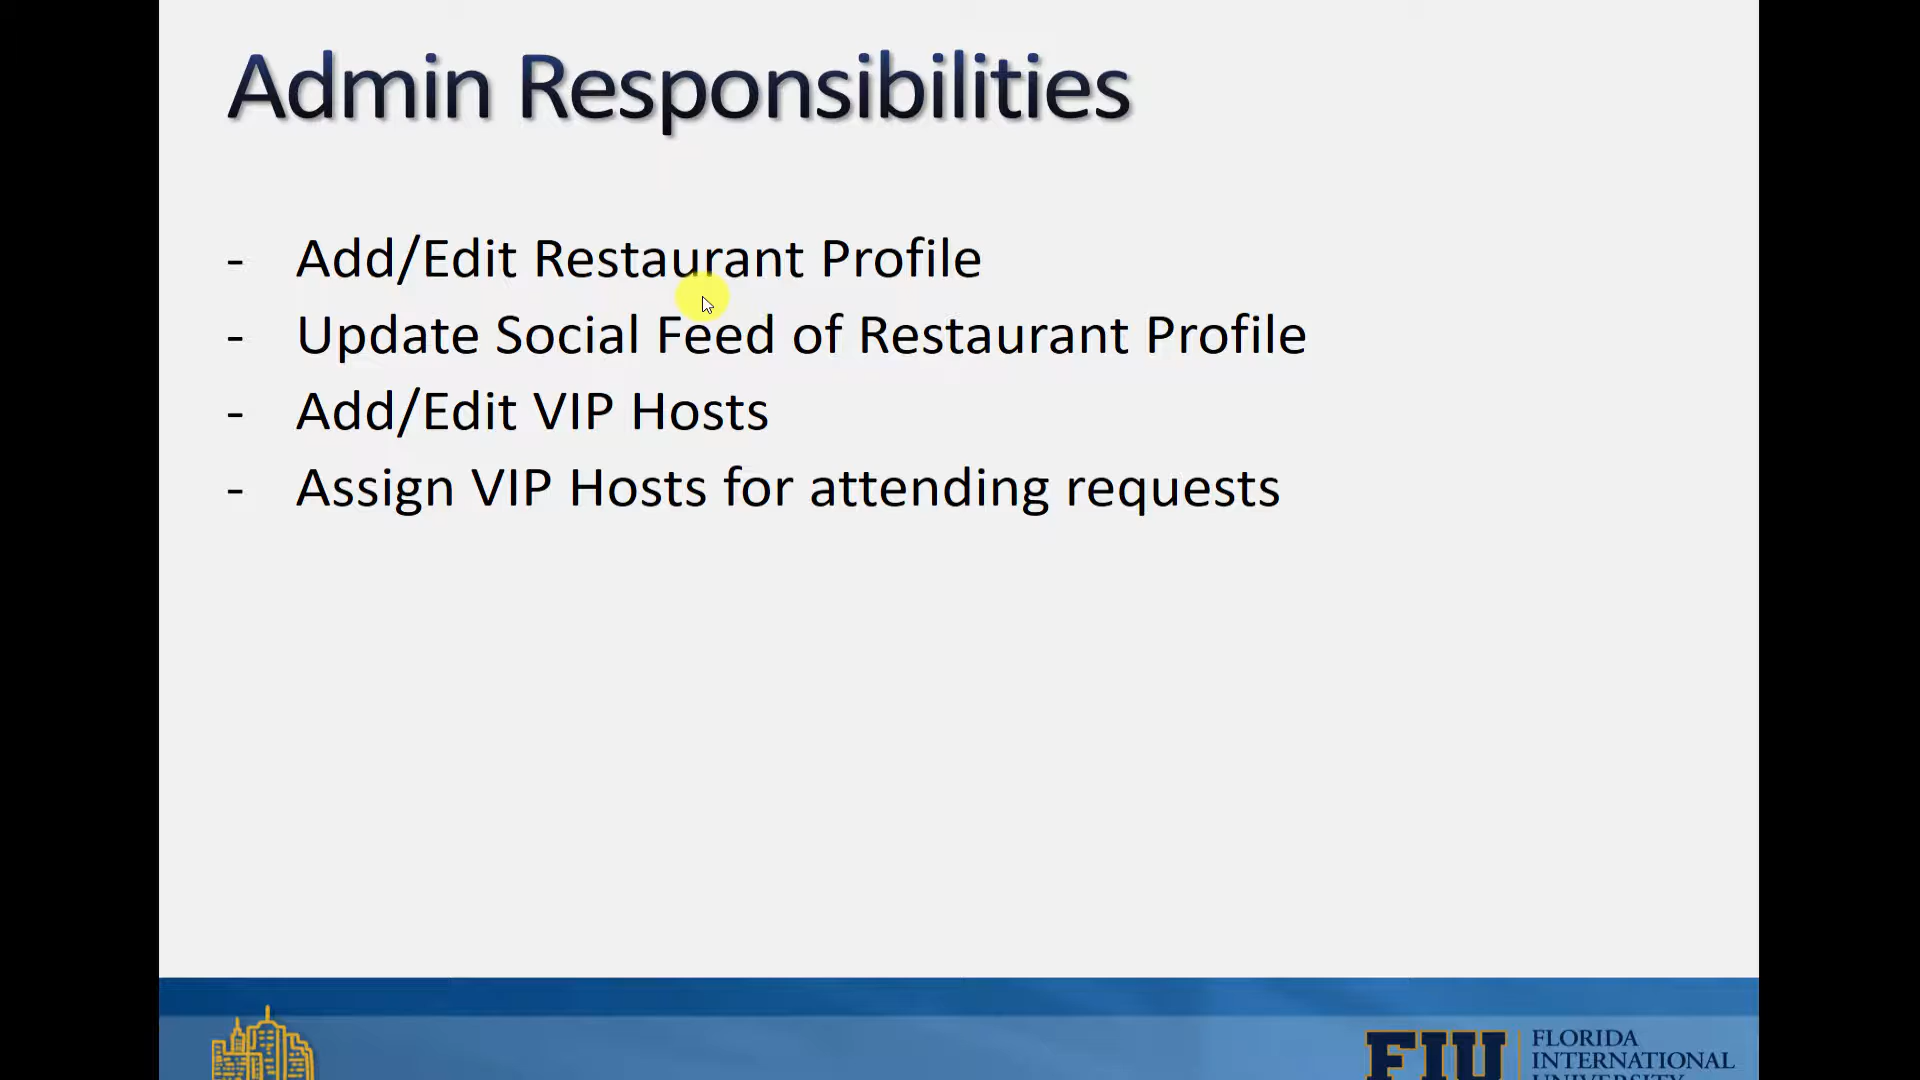 Admin Responsibilities
- Add/Edit Restaurant Profile
- Update Social Feed of Restaurant Profile
- Add/Edit VIP Hosts
- Assign VIP Hosts for attending requests
FIU FLORIDA
INTERNATIONAL
UNIVERSITY